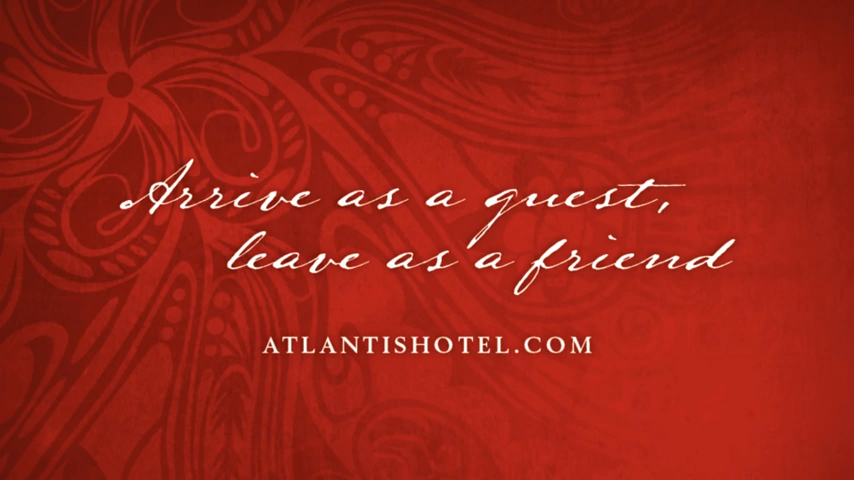 Arrive as a guest,
leave as a friend
ATLANTISHOTEL.COM